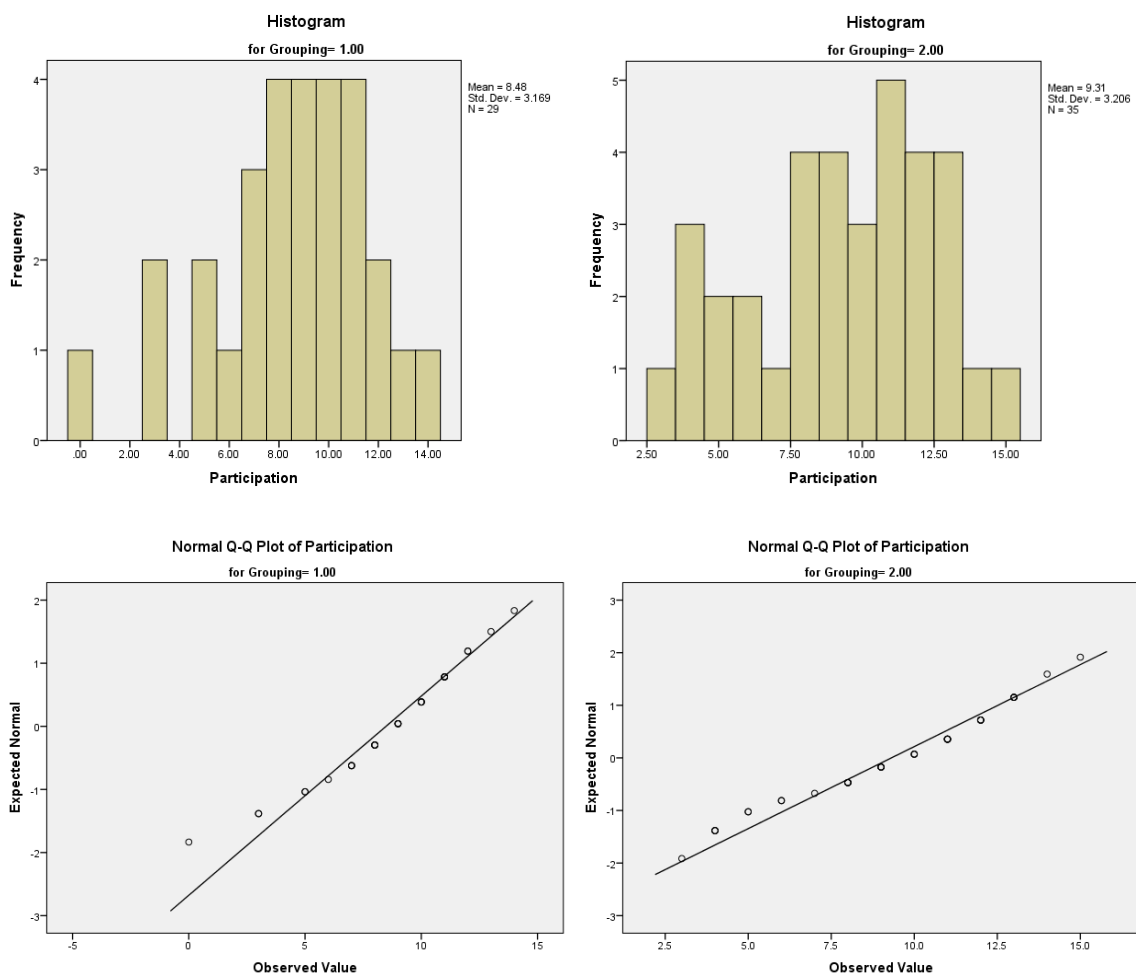 Histogram
for Grouping= 1.00
Mean = 8.48
Std. Dev. = 3.169
N = 29
4
3
2
1
0
Frequency
.00 2.00 4.00 6.00 8.00 10.00 12.00 14.00
Participation
Histogram
for Grouping= 2.00
Mean = 9.31
Std. Dev. = 3.206
N = 35
5
4
3
2
1
0
Frequency
2.50 5.00 7.50 10.00 12.50 15.00
Participation
Normal Q-Q Plot of Participation
for Grouping= 1.00
2
1
0
-1
-2
-3
Expected Normal
-5 0 5 10 15
Observed Value
Normal Q-Q Plot of Participation
for Grouping= 2.00
3
2
1
0
-1
-2
-3
Expected Normal
2.5 5.0 7.5 10.0 12.5 15.0
Observed Value